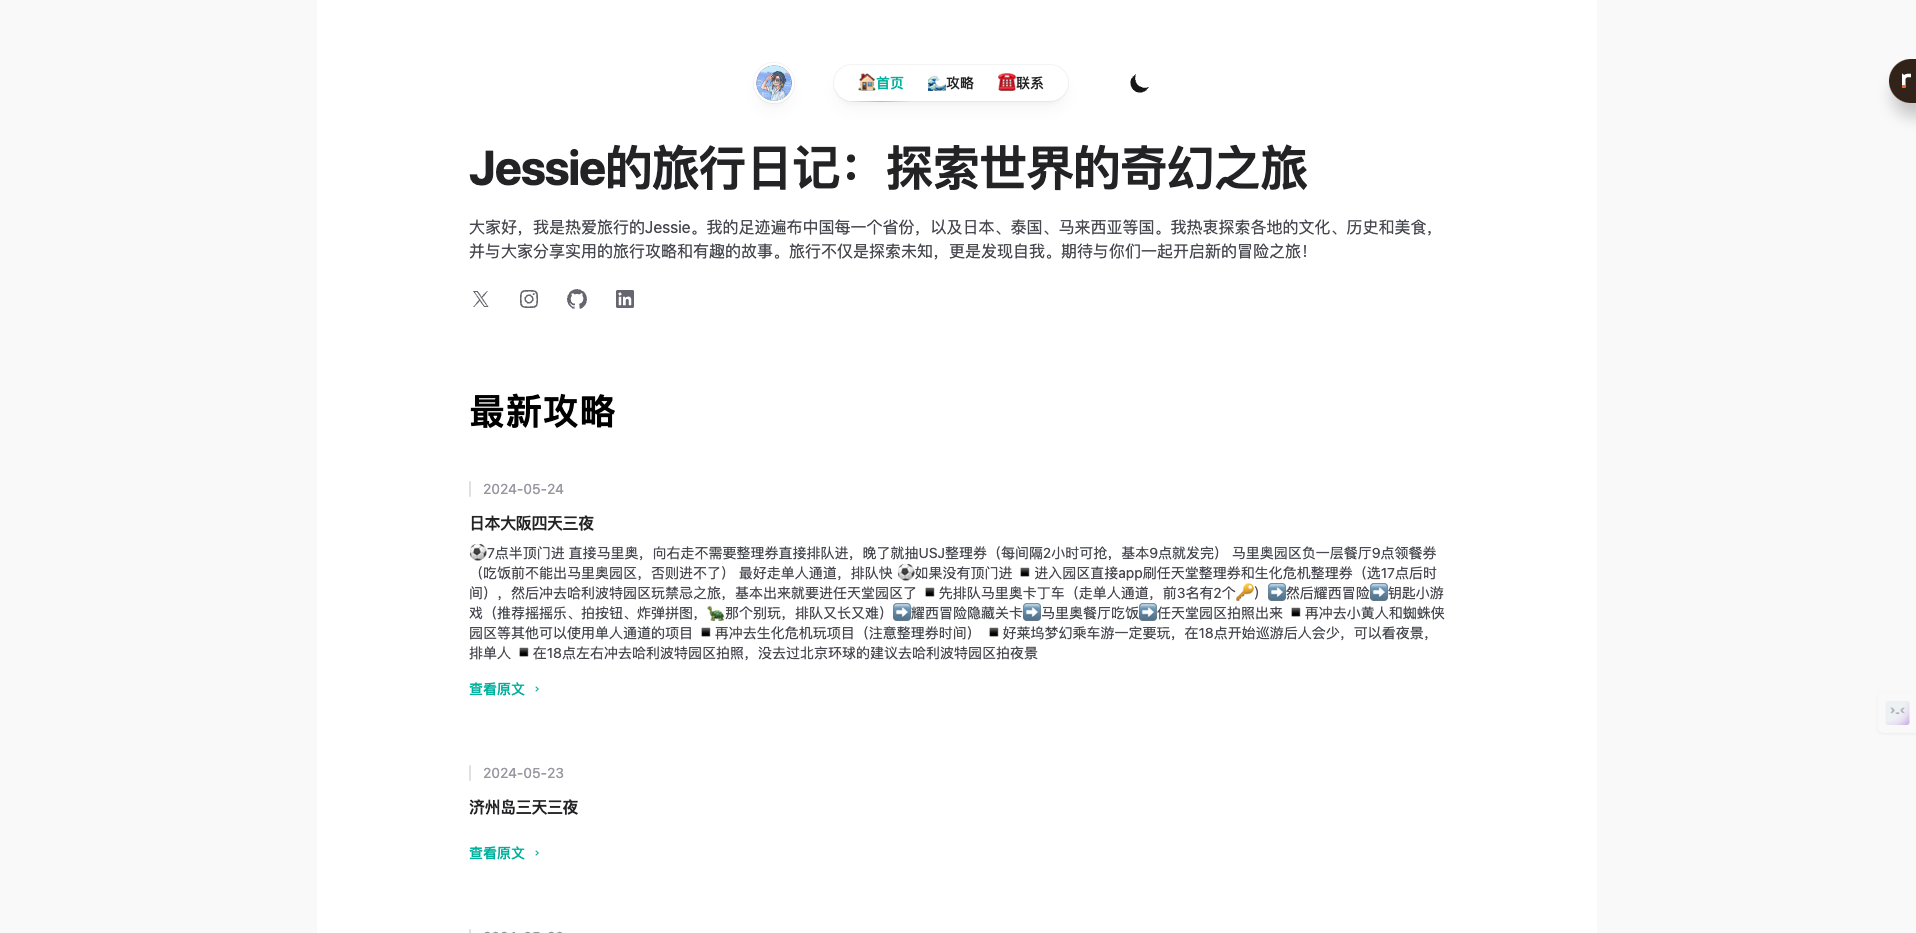 首页 攻略 联系
Jessie的旅行日记：探索世界的奇幻之旅
大家好，我是热爱旅行的Jessie。我的足迹遍布中国每一个省份，以及日本、泰国、马来西亚等国。我热衷探索各地的文化、历史和美食，
并与大家分享实用的旅行攻略和有趣的故事。旅行不仅是探索未知，更是发现自我。期待与你们一起开启新的冒险之旅！
最新攻略
2024-05-24
日本大阪四天三夜
⚽7点半顶门进 直接马里奥，向右走不需要整理券直接排队进，晚了就抽USJ整理券（每间隔2小时可抢，基本9点就发完） 马里奥园区负一层餐厅9点领餐券
（吃饭前不能出马里奥园区，否则进不了） 最好走单人通道，排队快 ⚽如果没有顶门进 ▪️进入园区直接app刷任天堂整理券和生化危机整理券（选17点后时
间），然后冲去哈利波特园区玩禁忌之旅，基本出来就要进任天堂园区了 ▪️先排队马里奥卡丁车（走单人通道，前3名有2个🔑）➡️然后耀西冒险➡️钥匙小游
戏（推荐摇摇乐、拍按钮、炸弹拼图，🐢那个别玩，排队又长又难）➡️耀西冒险隐藏关卡➡️马里奥餐厅吃饭➡️任天堂园区拍照出来 ▪️再冲去小黄人和蜘蛛侠
园区等其他可以使用单人通道的项目 ▪️再冲去生化危机玩项目（注意整理券时间） ▪️好莱坞梦幻乘车游一定要玩，在18点开始巡游后人会少，可以看夜景，
排单人 ▪️在18点左右冲去哈利波特园区拍照，没去过北京环球的建议去哈利波特园区拍夜景
查看原文 ›
2024-05-23
济州岛三天三夜
查看原文 ›